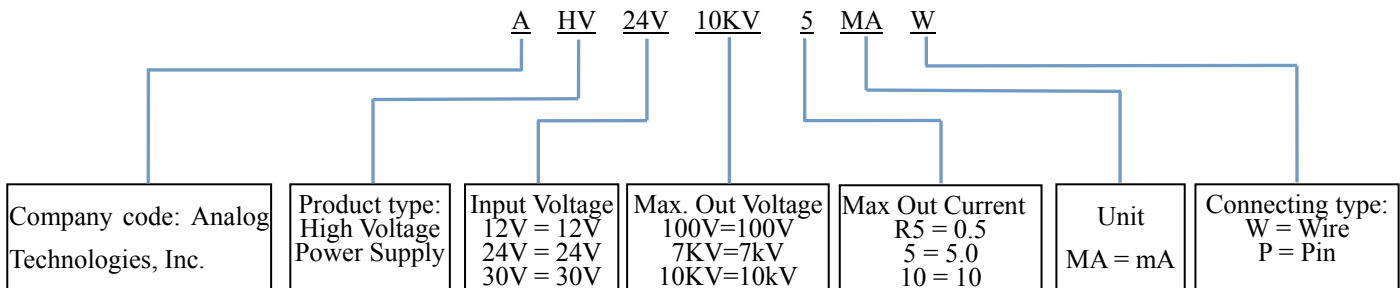 A HV 24V 10KV 5 MA W
Company code: Analog
Technologies, Inc.
Product type:
High Voltage
Power Supply
Input Voltage
12V = 12V
24V = 24V
30V = 30V
Max. Out Voltage
100V=100V
7KV=7kV
10KV=10kV
Max Out Current
R5 = 0.5
5 = 5.0
10 = 10
Unit
MA = mA
Connecting type:
W = Wire
P = Pin